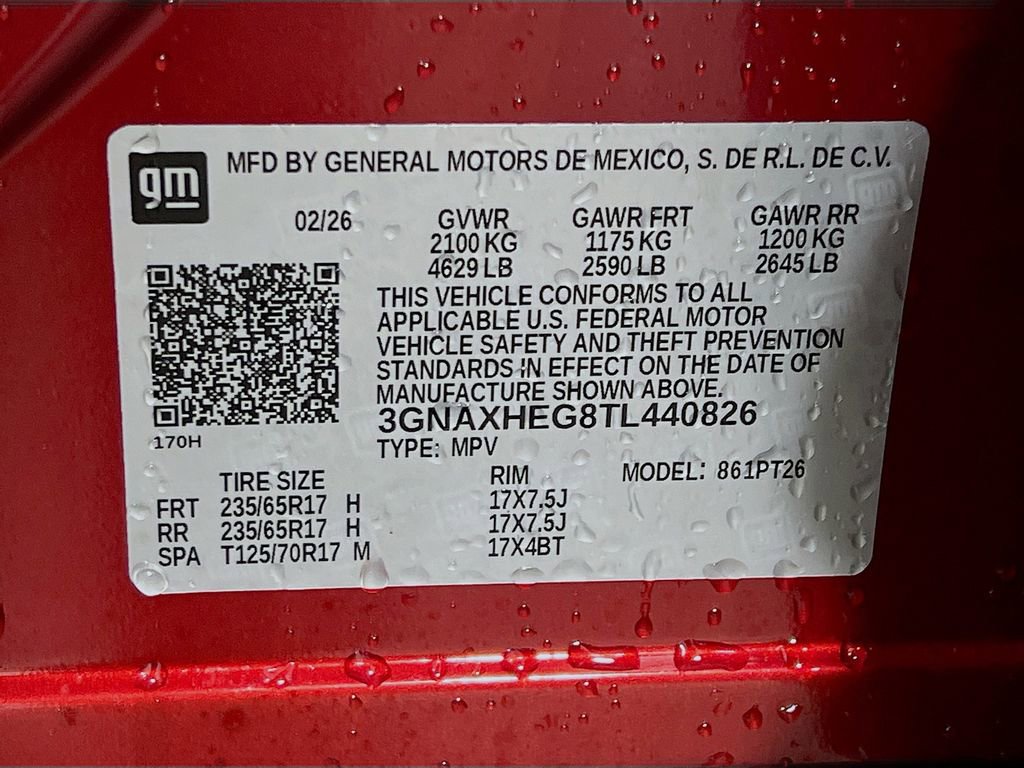 gm
MFD BY GENERAL MOTORS DE MEXICO, S. DE R.L. DE C.V.
02/26 GVWR GAWR FRT GAWR RR
2100 KG 1175 KG 1200 KG
4629 LB 2590 LB 2645 LB
THIS VEHICLE CONFORMS TO ALL
APPLICABLE U.S. FEDERAL MOTOR
VEHICLE SAFETY AND THEFT PREVENTION
STANDARDS IN EFFECT ON THE DATE OF
MANUFACTURE SHOWN ABOVE.
3GNAXHEG8TL440826
170H
TYPE: MPV
TIRE SIZE RIM MODEL: 861PT26
FRT 235/65R17 H 17X7.5J
RR 235/65R17 H 17X7.5J
SPA T125/70R17 M 17X4BT